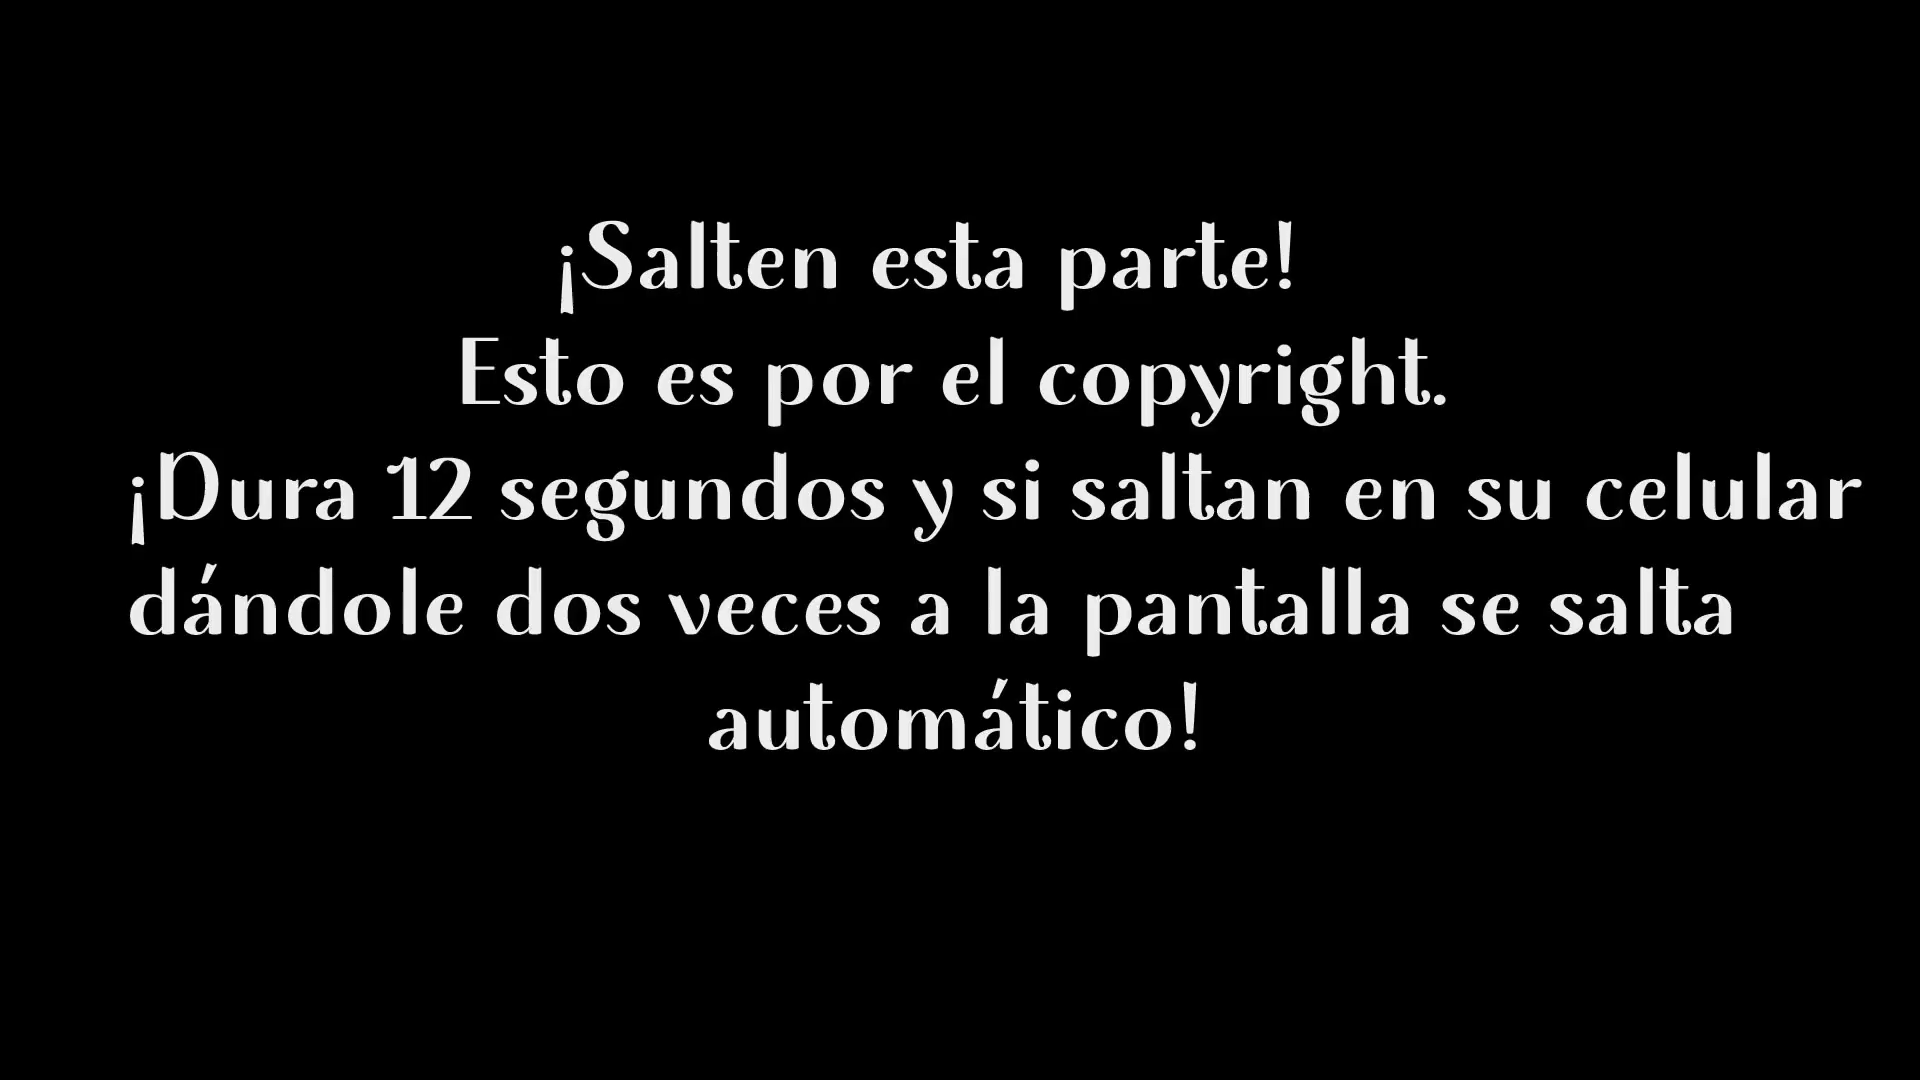 ¡Salten esta parte!
Esto es por el copyright.
¡Dura 12 segundos y si saltan en su celular
dándole dos veces a la pantalla se salta
automático!